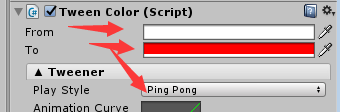 Tween Color (Script)
From
To
▲ Tweener
Play Style Ping Pong
Animation Curve